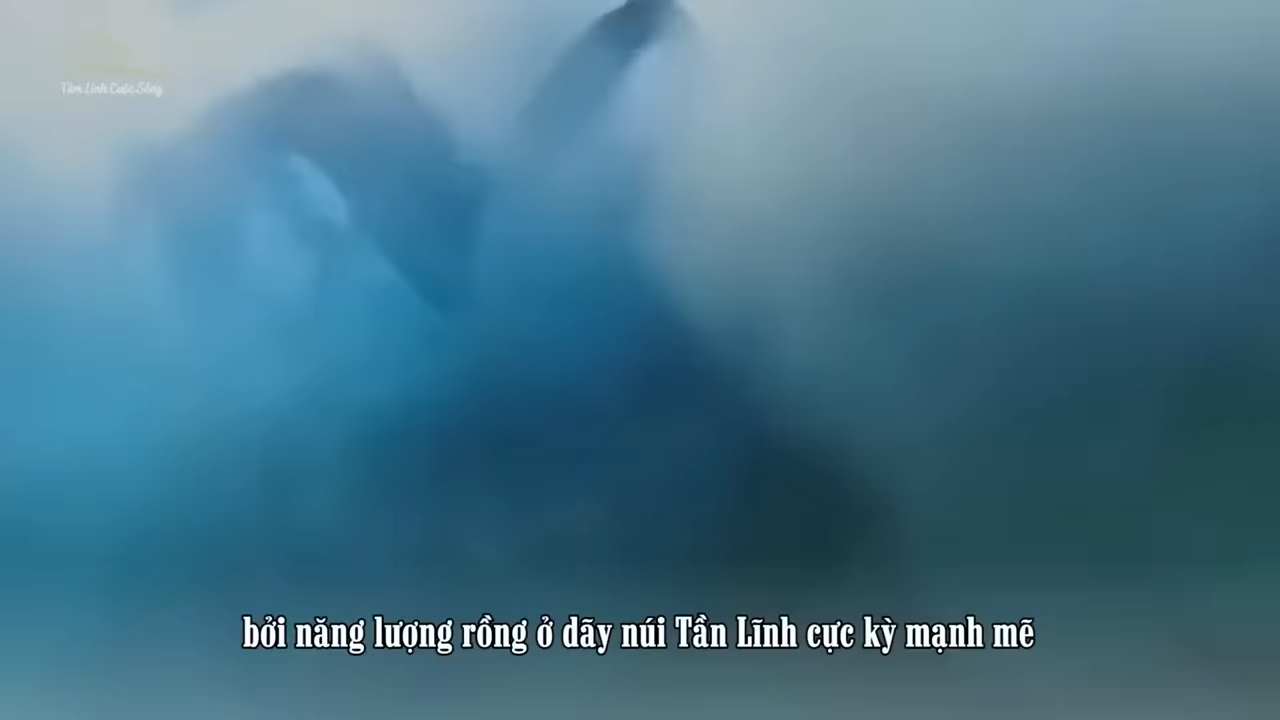 Tâm Linh Cuộc Sống
bởi năng lượng rồng ở dãy núi Tần Lĩnh cực kỳ mạnh mẽ